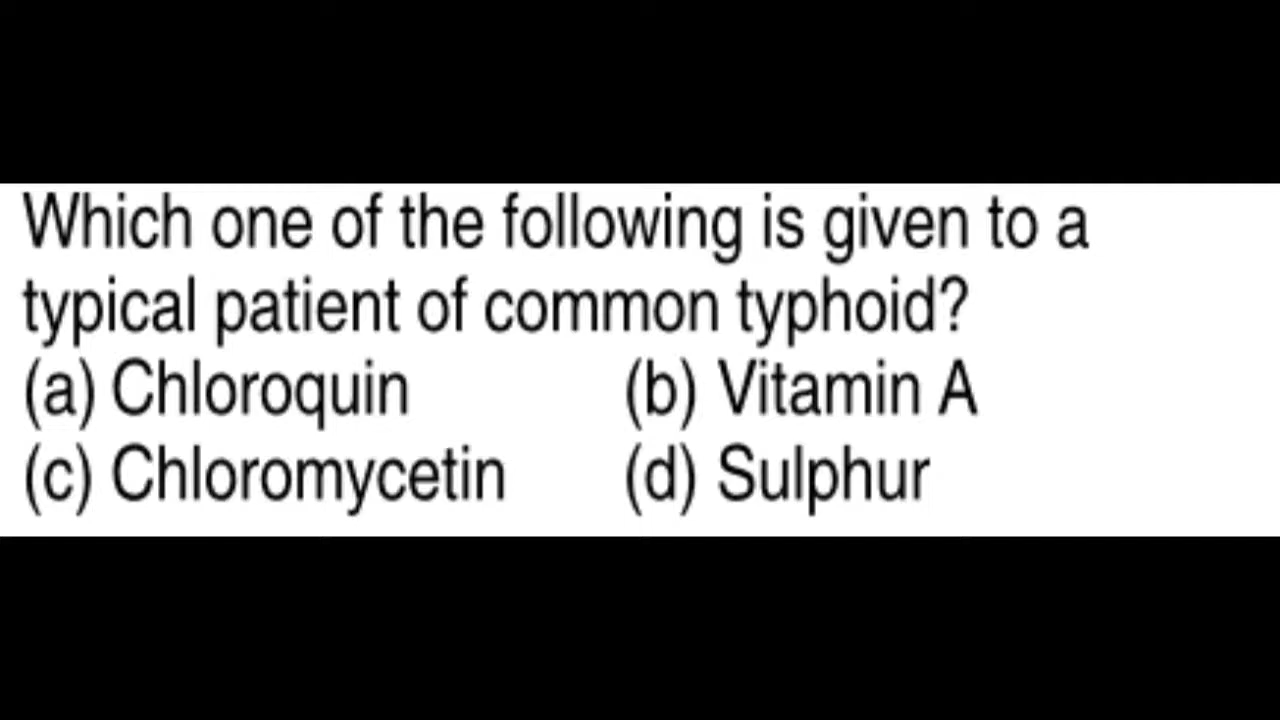 Which one of the following is given to a
typical patient of common typhoid?
(a) Chloroquin (b) Vitamin A
(c) Chloromycetin (d) Sulphur